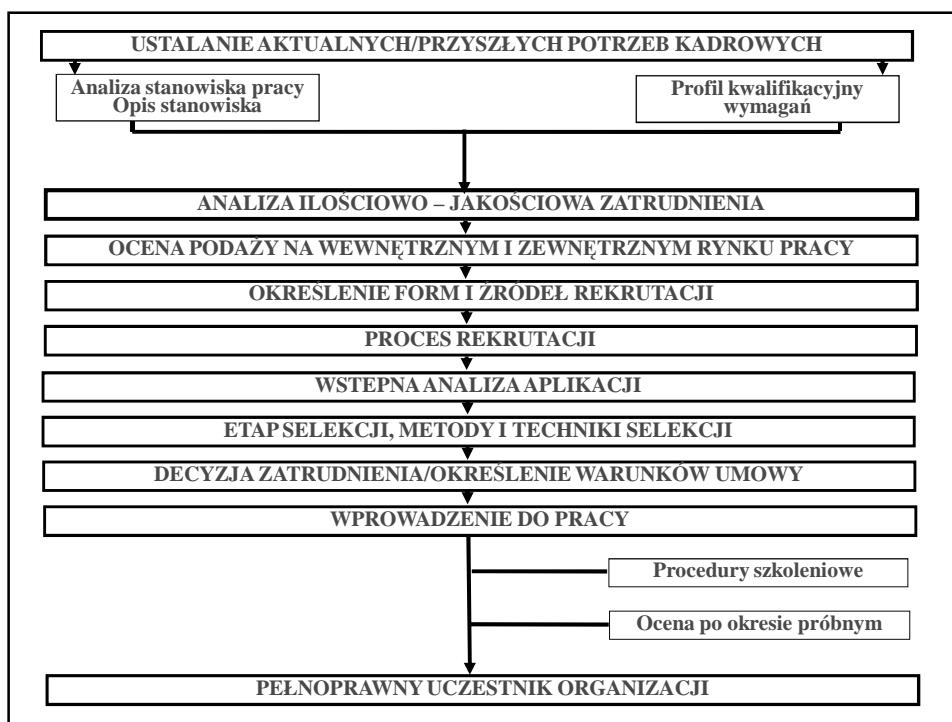 USTALANIE AKTUALNYCH/PRZYSZŁYCH POTRZEB KADROWYCH
Analiza stanowiska pracy
Opis stanowiska
Profil kwalifikacyjny
wymagań
ANALIZA ILOŚCIOWO – JAKOŚCIOWA ZATRUDNIENIA
OCENA PODAŻY NA WEWNĘTRZNYM I ZEWNĘTRZNYM RYNKU PRACY
OKREŚLENIE FORM I ŹRÓDEŁ REKRUTACJI
PROCES REKRUTACJI
WSTEPNA ANALIZA APLIKACJI
ETAP SELEKCJI, METODY I TECHNIKI SELEKCJI
DECYZJA ZATRUDNIENIA/OKREŚLENIE WARUNKÓW UMOWY
WPROWADZENIE DO PRACY
Procedury szkoleniowe
Ocena po okresie próbnym
PEŁNOPRAWNY UCZESTNIK ORGANIZACJI